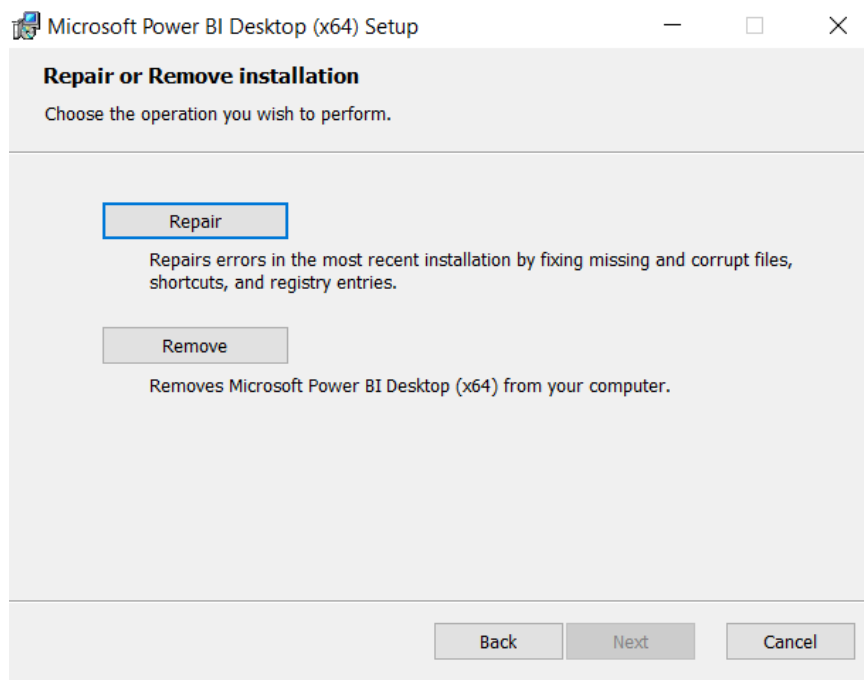 Microsoft Power BI Desktop (x64) Setup
Repair or Remove installation
Choose the operation you wish to perform.
Repair
Repairs errors in the most recent installation by fixing missing and corrupt files,
shortcuts, and registry entries.
Remove
Removes Microsoft Power BI Desktop (x64) from your computer.
Back Next Cancel